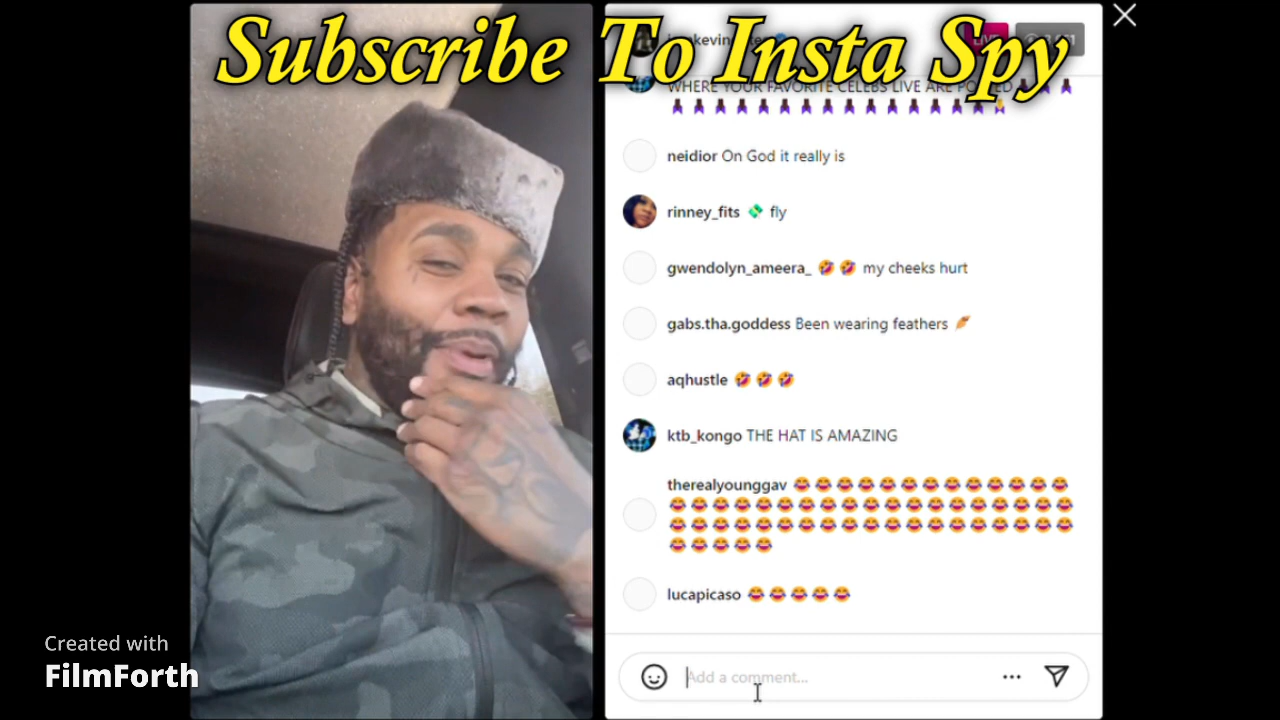 Subscribe To Insta Spy
WHERE YOUR FAVORITE CELEBS LIVE ARE POSTED
neidior On God it really is
rinney_fits 💸 fly
gwendolyn_ameera_ 🤣 🤣 my cheeks hurt
gabs.tha.goddess Been wearing feathers 🪶
aqhustle 🤣 🤣 🤣
ktb_kongo THE HAT IS AMAZING
therealyounggav 😂😂😂😂😂😂😂😂😂😂😂😂😂
😂😂😂😂😂😂😂😂😂😂😂😂😂😂😂😂😂😂😂
😂😂😂😂😂😂😂😂😂😂😂😂😂😂😂😂😂😂😂
😂😂😂😂😂
lucapicaso 😂😂😂😂😂
Add a comment...
Created with
FilmForth